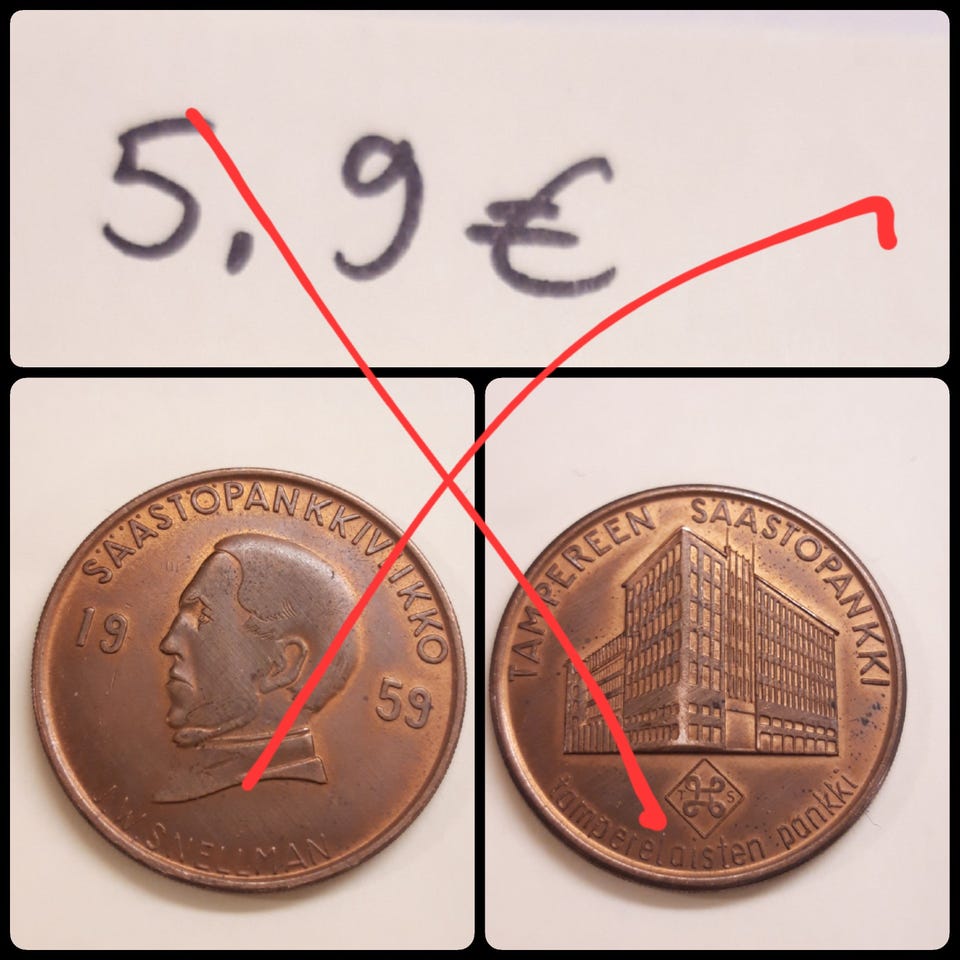 5,9€
SÄÄSTÖPANKKIVIIKKO
19 59
J.V.SNELLMAN
TAMPEREEN SÄÄSTÖPANKKI
T S
tamperelaisten pankki